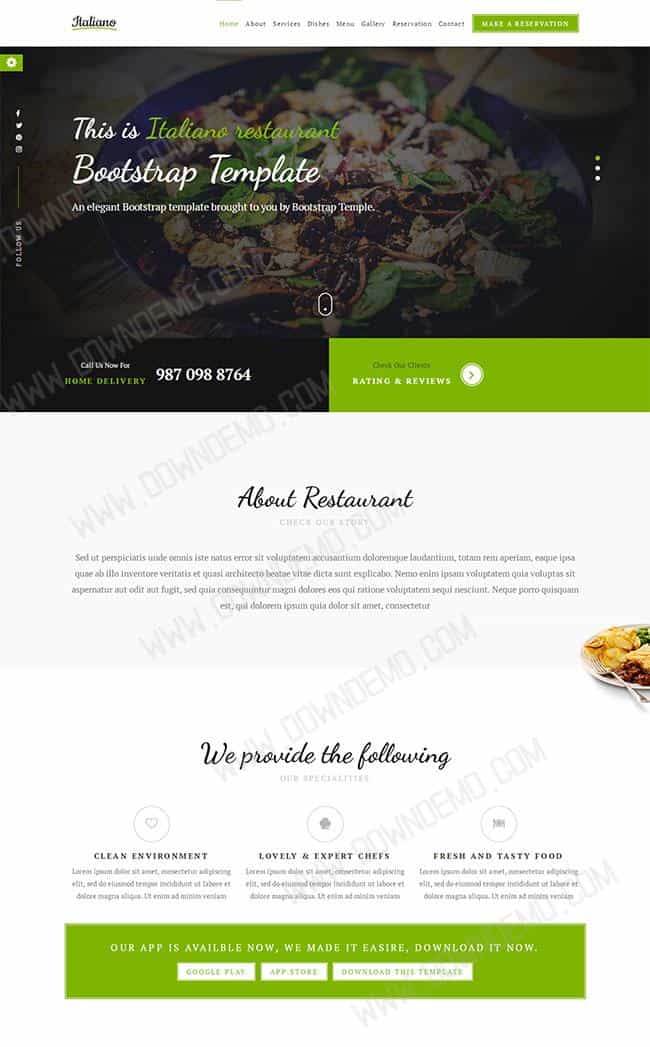 Italiano
Home About Services Dishes Menu Gallery Reservation Contact MAKE A RESERVATION
This is Italiano restaurant
Bootstrap Template
An elegant Bootstrap template brought to you by Bootstrap Temple.
FOLLOW US
Call Us Now For
HOME DELIVERY
987 098 8764
Check Our Clients
RATING & REVIEWS
About Restaurant
CHECK OUR STORY
Sed ut perspiciatis unde omnis iste natus error sit voluptatem accusantium doloremque laudantium, totam rem aperiam, eaque ipsa
quae ab illo inventore veritatis et quasi architecto beatae vitae dicta sunt explicabo. Nemo enim ipsam voluptatem quia voluptas sit
aspernatur aut odit aut fugit, sed quia consequuntur magni dolores eos qui ratione voluptatem sequi nesciunt. Neque porro quisquam
est, qui dolorem ipsum quia dolor sit amet, consectetur
We provide the following
OUR SPECIALITIES
CLEAN ENVIRONMENT
Lorem ipsum dolor sit amet, consectetur adipiscing
elit, sed do eiusmod tempor incididunt ut labore et
dolore magna aliqua. Ut enim ad minim veniam
LOVELY & EXPERT CHEFS
Lorem ipsum dolor sit amet, consectetur adipiscing
elit, sed do eiusmod tempor incididunt ut labore et
dolore magna aliqua. Ut enim ad minim veniam
FRESH AND TASTY FOOD
Lorem ipsum dolor sit amet, consectetur adipiscing
elit, sed do eiusmod tempor incididunt ut labore et
dolore magna aliqua. Ut enim ad minim veniam
OUR APP IS AVAILBLE NOW, WE MADE IT EASIRE, DOWNLOAD IT NOW.
GOOGLE PLAY APP STORE DOWNLOAD THIS TEMPLATE
WWW.DOWNDEMO.COM
WWW.DOWNDEMO.COM
WWW.DOWNDEMO.COM
WWW.DOWNDEMO.COM
WWW.DOWNDEMO.COM
WWW.DOWNDEMO.COM